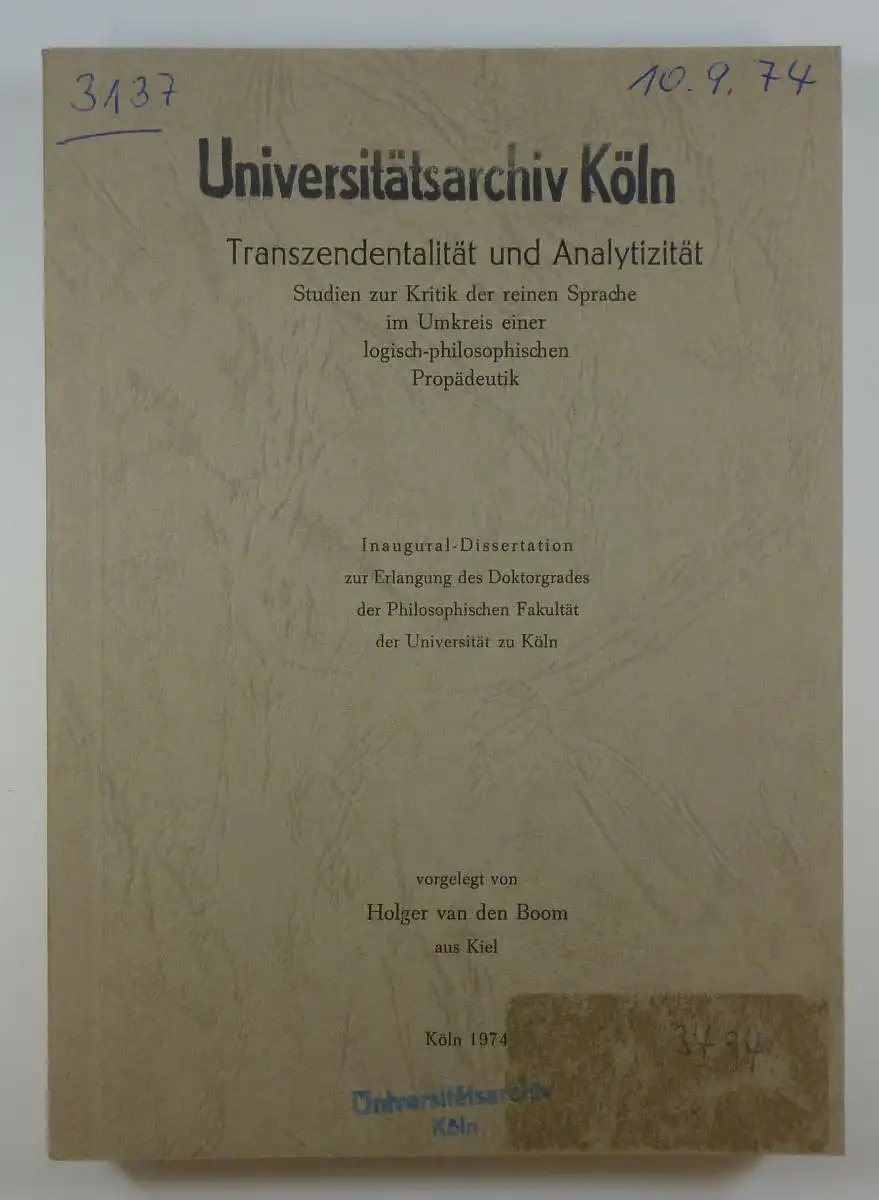 3137
10. 9. 74
Universitätsarchiv Köln
Transzendentalität und Analytizität
Studien zur Kritik der reinen Sprache
im Umkreis einer
logisch-philosophischen
Propädeutik
Inaugural-Dissertation
zur Erlangung des Doktorgrades
der Philosophischen Fakultät
der Universität zu Köln
vorgelegt von
Holger van den Boom
aus Kiel
Köln 1974
Universitätsarchiv
Köln